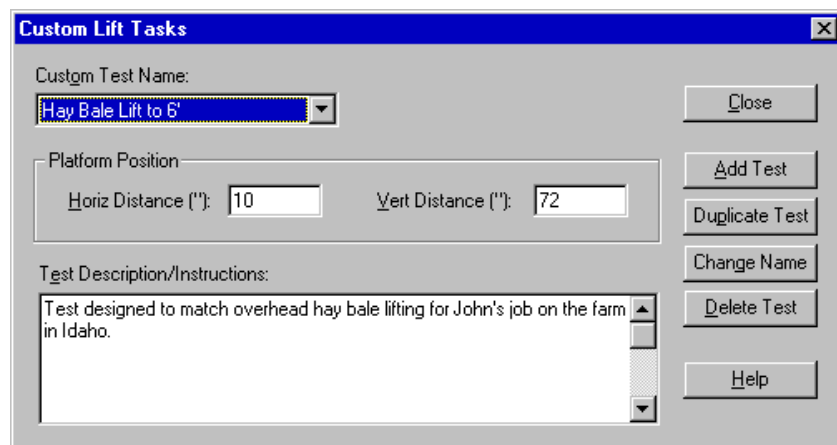 Custom Lift Tasks
Custom Test Name:
Hay Bale Lift to 6'
Close
Platform Position
Horiz Distance ("): 10 Vert Distance ("): 72
Add Test
Duplicate Test
Change Name
Test Description/Instructions:
Test designed to match overhead hay bale lifting for John's job on the farm
in Idaho.
Delete Test
Help